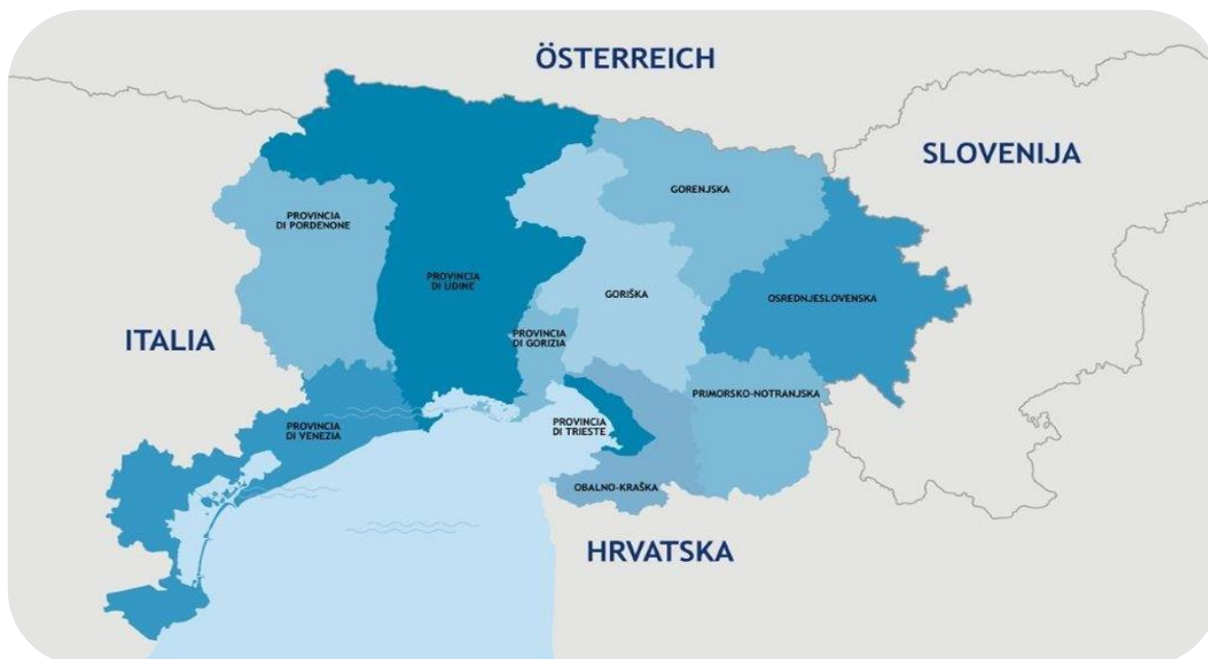 ÖSTERREICH
SLOVENIJA
GORENJSKA
PROVINCIA
DI PORDENONE
PROVINCIA
DI UDINE
GORIŠKA
OSREDNJESLOVENSKA
ITALIA
PROVINCIA
DI GORIZIA
PRIMORSKO-NOTRANJSKA
PROVINCIA
DI VENEZIA
PROVINCIA
DI TRIESTE
OBALNO-KRAŠKA
HRVATSKA